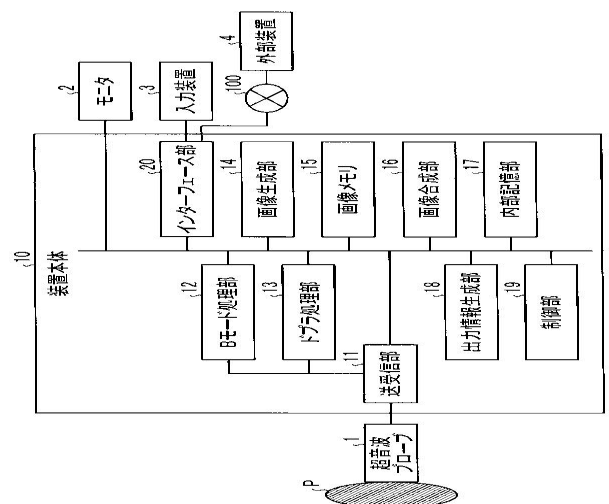 10
装置本体
2
モニタ
3
入力装置
4
外部装置
100
20
インターフェース部
14
画像生成部
15
画像メモリ
16
画像合成部
17
内部記憶部
12
Bモード処理部
13
ドプラ処理部
11
送受信部
18
出力情報生成部
19
制御部
1
超音波
プローブ
P